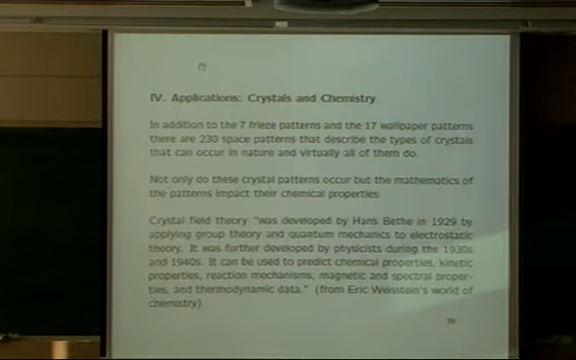 IV. Applications: Crystals and Chemistry
In addition to the 7 frieze patterns and the 17 wallpaper patterns
there are 230 space patterns that describe the types of crystals
that can occur in nature and virtually all of them do.
Not only do these crystal patterns occur but the mathematics of
the patterns impact their chemical properties.
Crystal field theory "was developed by Hans Bethe in 1929 by
applying group theory and quantum mechanics to electrostatic
theory. It was further developed by physicists during the 1930s
and 1940s. It can be used to predict chemical properties, kinetic
properties, reaction mechanisms, magnetic and spectral proper-
ties, and thermodynamic data." (from Eric Weisstein's world of
chemistry)